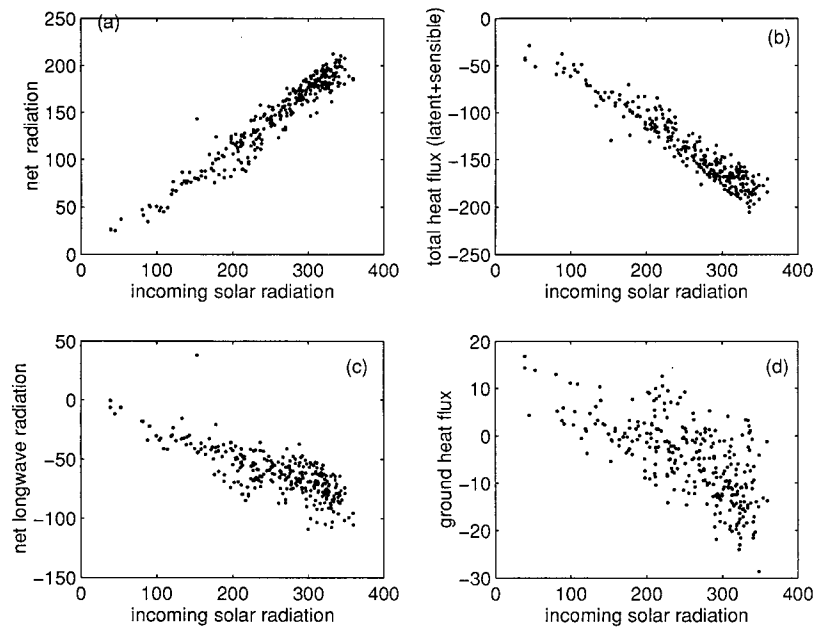 (a)
250
200
150
100
50
0
net radiation
0 100 200 300 400
incoming solar radiation
(b)
0
−50
−100
−150
−200
−250
total heat flux (latent+sensible)
0 100 200 300 400
incoming solar radiation
(c)
50
0
−50
−100
−150
net longwave radiation
0 100 200 300 400
incoming solar radiation
(d)
20
10
0
−10
−20
−30
ground heat flux
0 100 200 300 400
incoming solar radiation